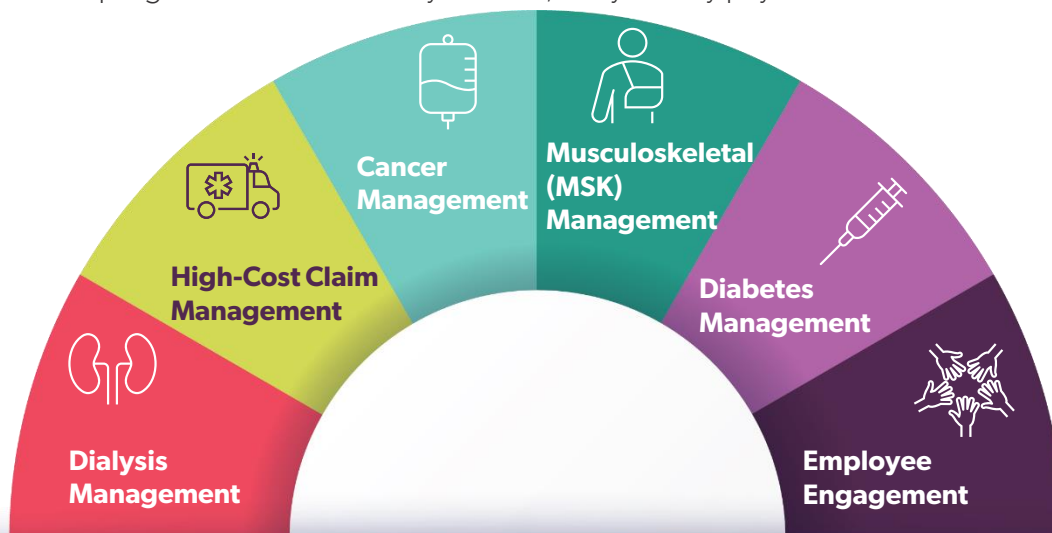 Dialysis
Management
High-Cost Claim
Management
Cancer
Management
Musculoskeletal
(MSK)
Management
Diabetes
Management
Employee
Engagement